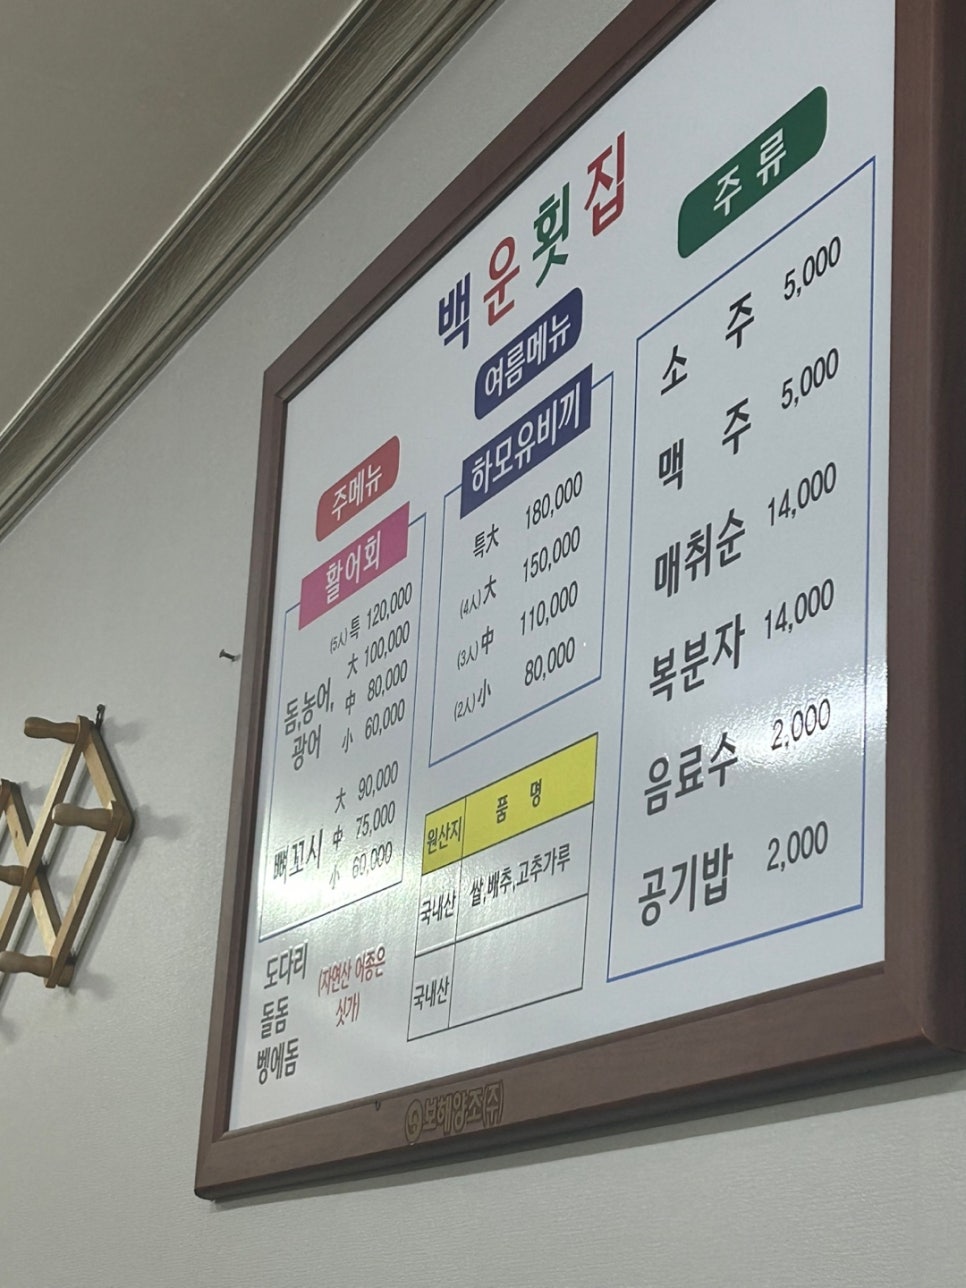 백운횟집
주메뉴
활어회
돔,농어,
광어
(5人) 특 120,000
大 100,000
中 80,000
小 60,000
뼈꼬시
大 90,000
中 75,000
小 60,000
도다리
돌돔
벵에돔
(자연산 어종은
싯가)
여름메뉴
하모유비끼
특大 180,000
(4人) 大 150,000
(3人) 中 110,000
(2人) 小 80,000
원산지 품 명
국내산 쌀,배추,고추가루
국내산
주류
소 주 5,000
맥 주 5,000
매취순 14,000
복분자 14,000
음료수 2,000
공기밥 2,000
보해양조(주)